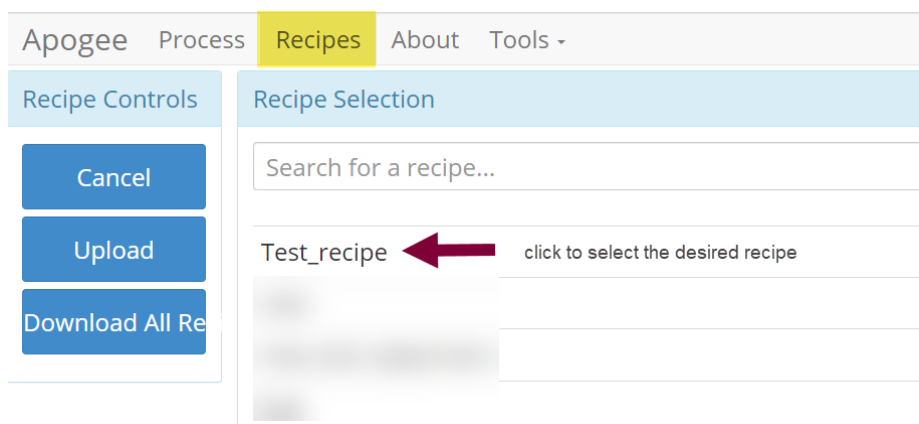 Apogee Process Recipes About Tools
Recipe Controls
Recipe Selection
Cancel
Upload
Download All Re
Search for a recipe...
Test_recipe
click to select the desired recipe